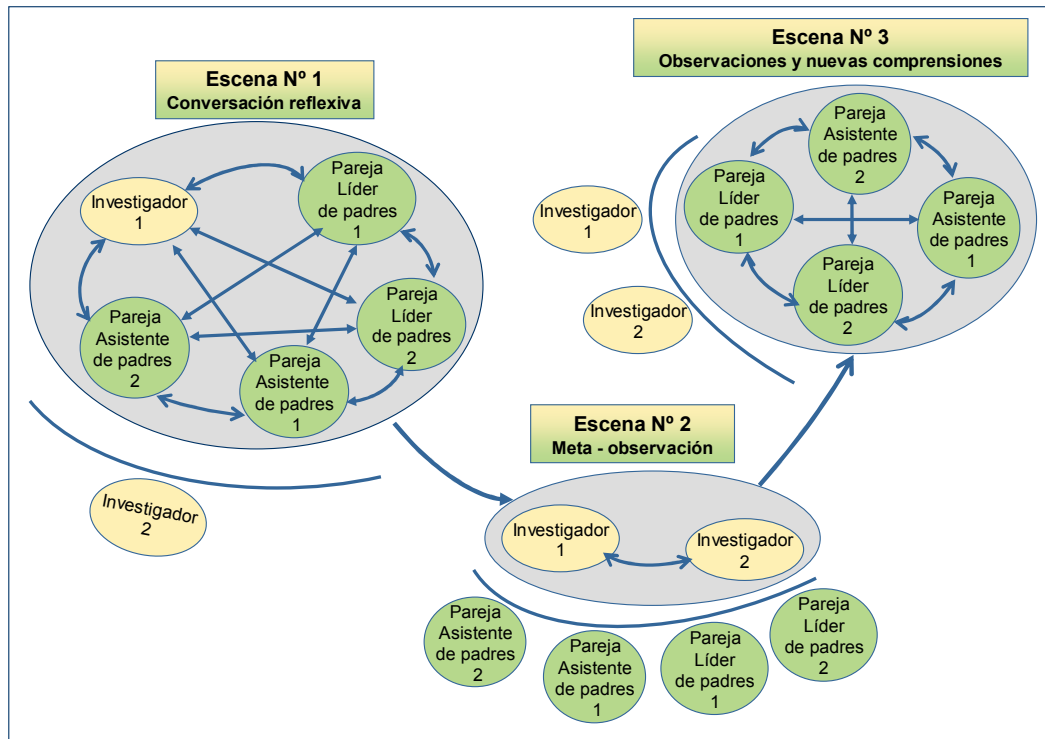 Escena Nº 1
Conversación reflexiva
Investigador
1
Pareja
Líder
de padres
1
Pareja
Líder
de padres
2
Pareja
Asistente
de padres
1
Pareja
Asistente
de padres
2
Investigador
2
Escena Nº 2
Meta - observación
Investigador
1
Investigador
2
Pareja
Asistente
de padres
2
Pareja
Asistente
de padres
1
Pareja
Líder
de padres
1
Pareja
Líder
de padres
2
Escena Nº 3
Observaciones y nuevas comprensiones
Pareja
Asistente
de padres
2
Pareja
Líder
de padres
1
Pareja
Asistente
de padres
1
Pareja
Líder
de padres
2
Investigador
1
Investigador
2